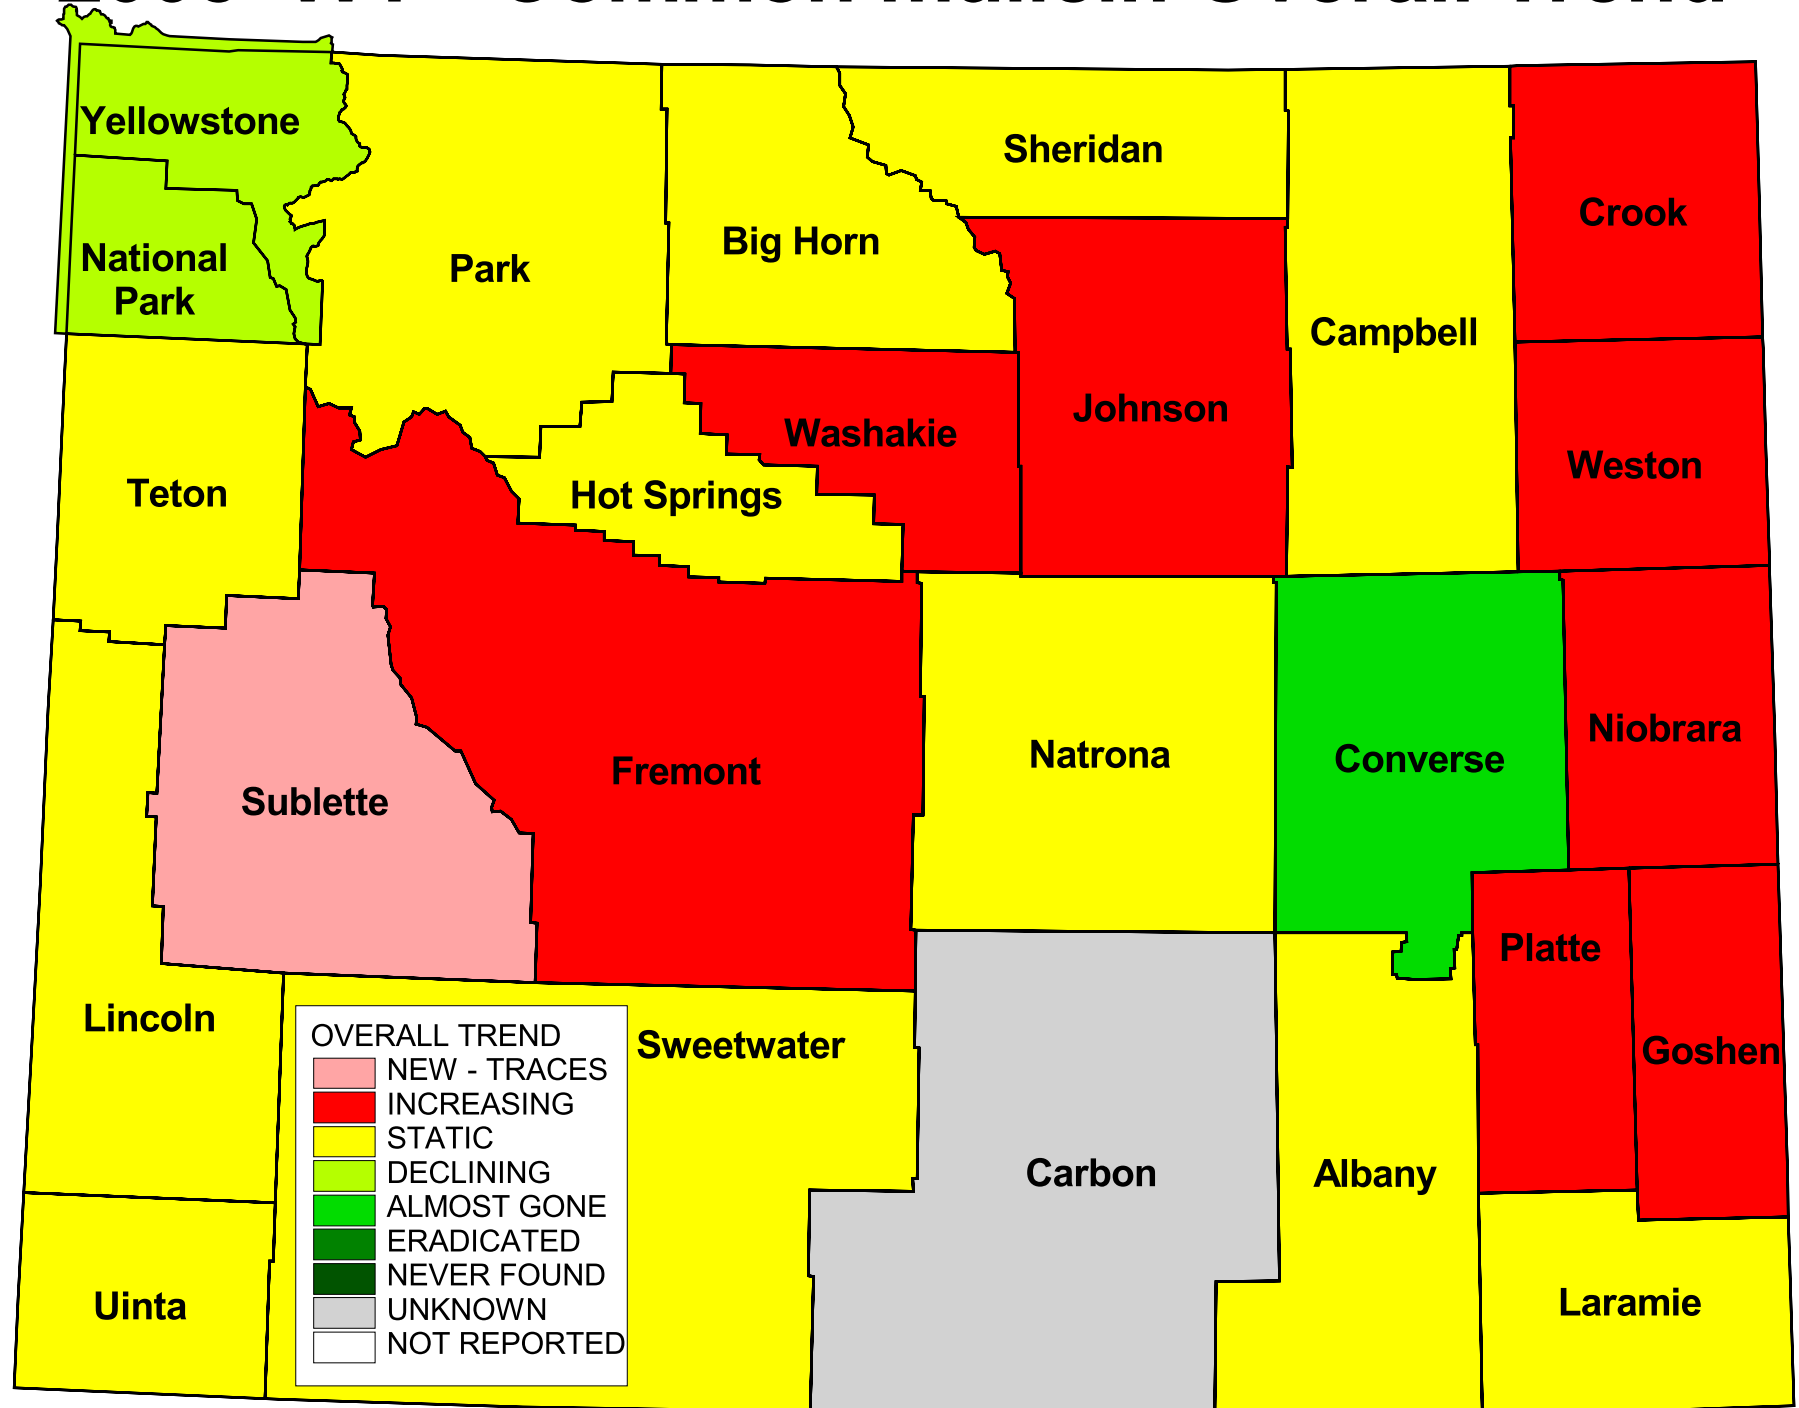 Yellowstone
National
Park
Park
Big Horn
Sheridan
Campbell
Crook
Johnson
Washakie
Hot Springs
Weston
Teton
Sublette
Fremont
Natrona
Converse
Niobrara
Platte
Goshen
Lincoln
Sweetwater
Carbon
Albany
Uinta
Laramie
OVERALL TREND
NEW - TRACES
INCREASING
STATIC
DECLINING
ALMOST GONE
ERADICATED
NEVER FOUND
UNKNOWN
NOT REPORTED